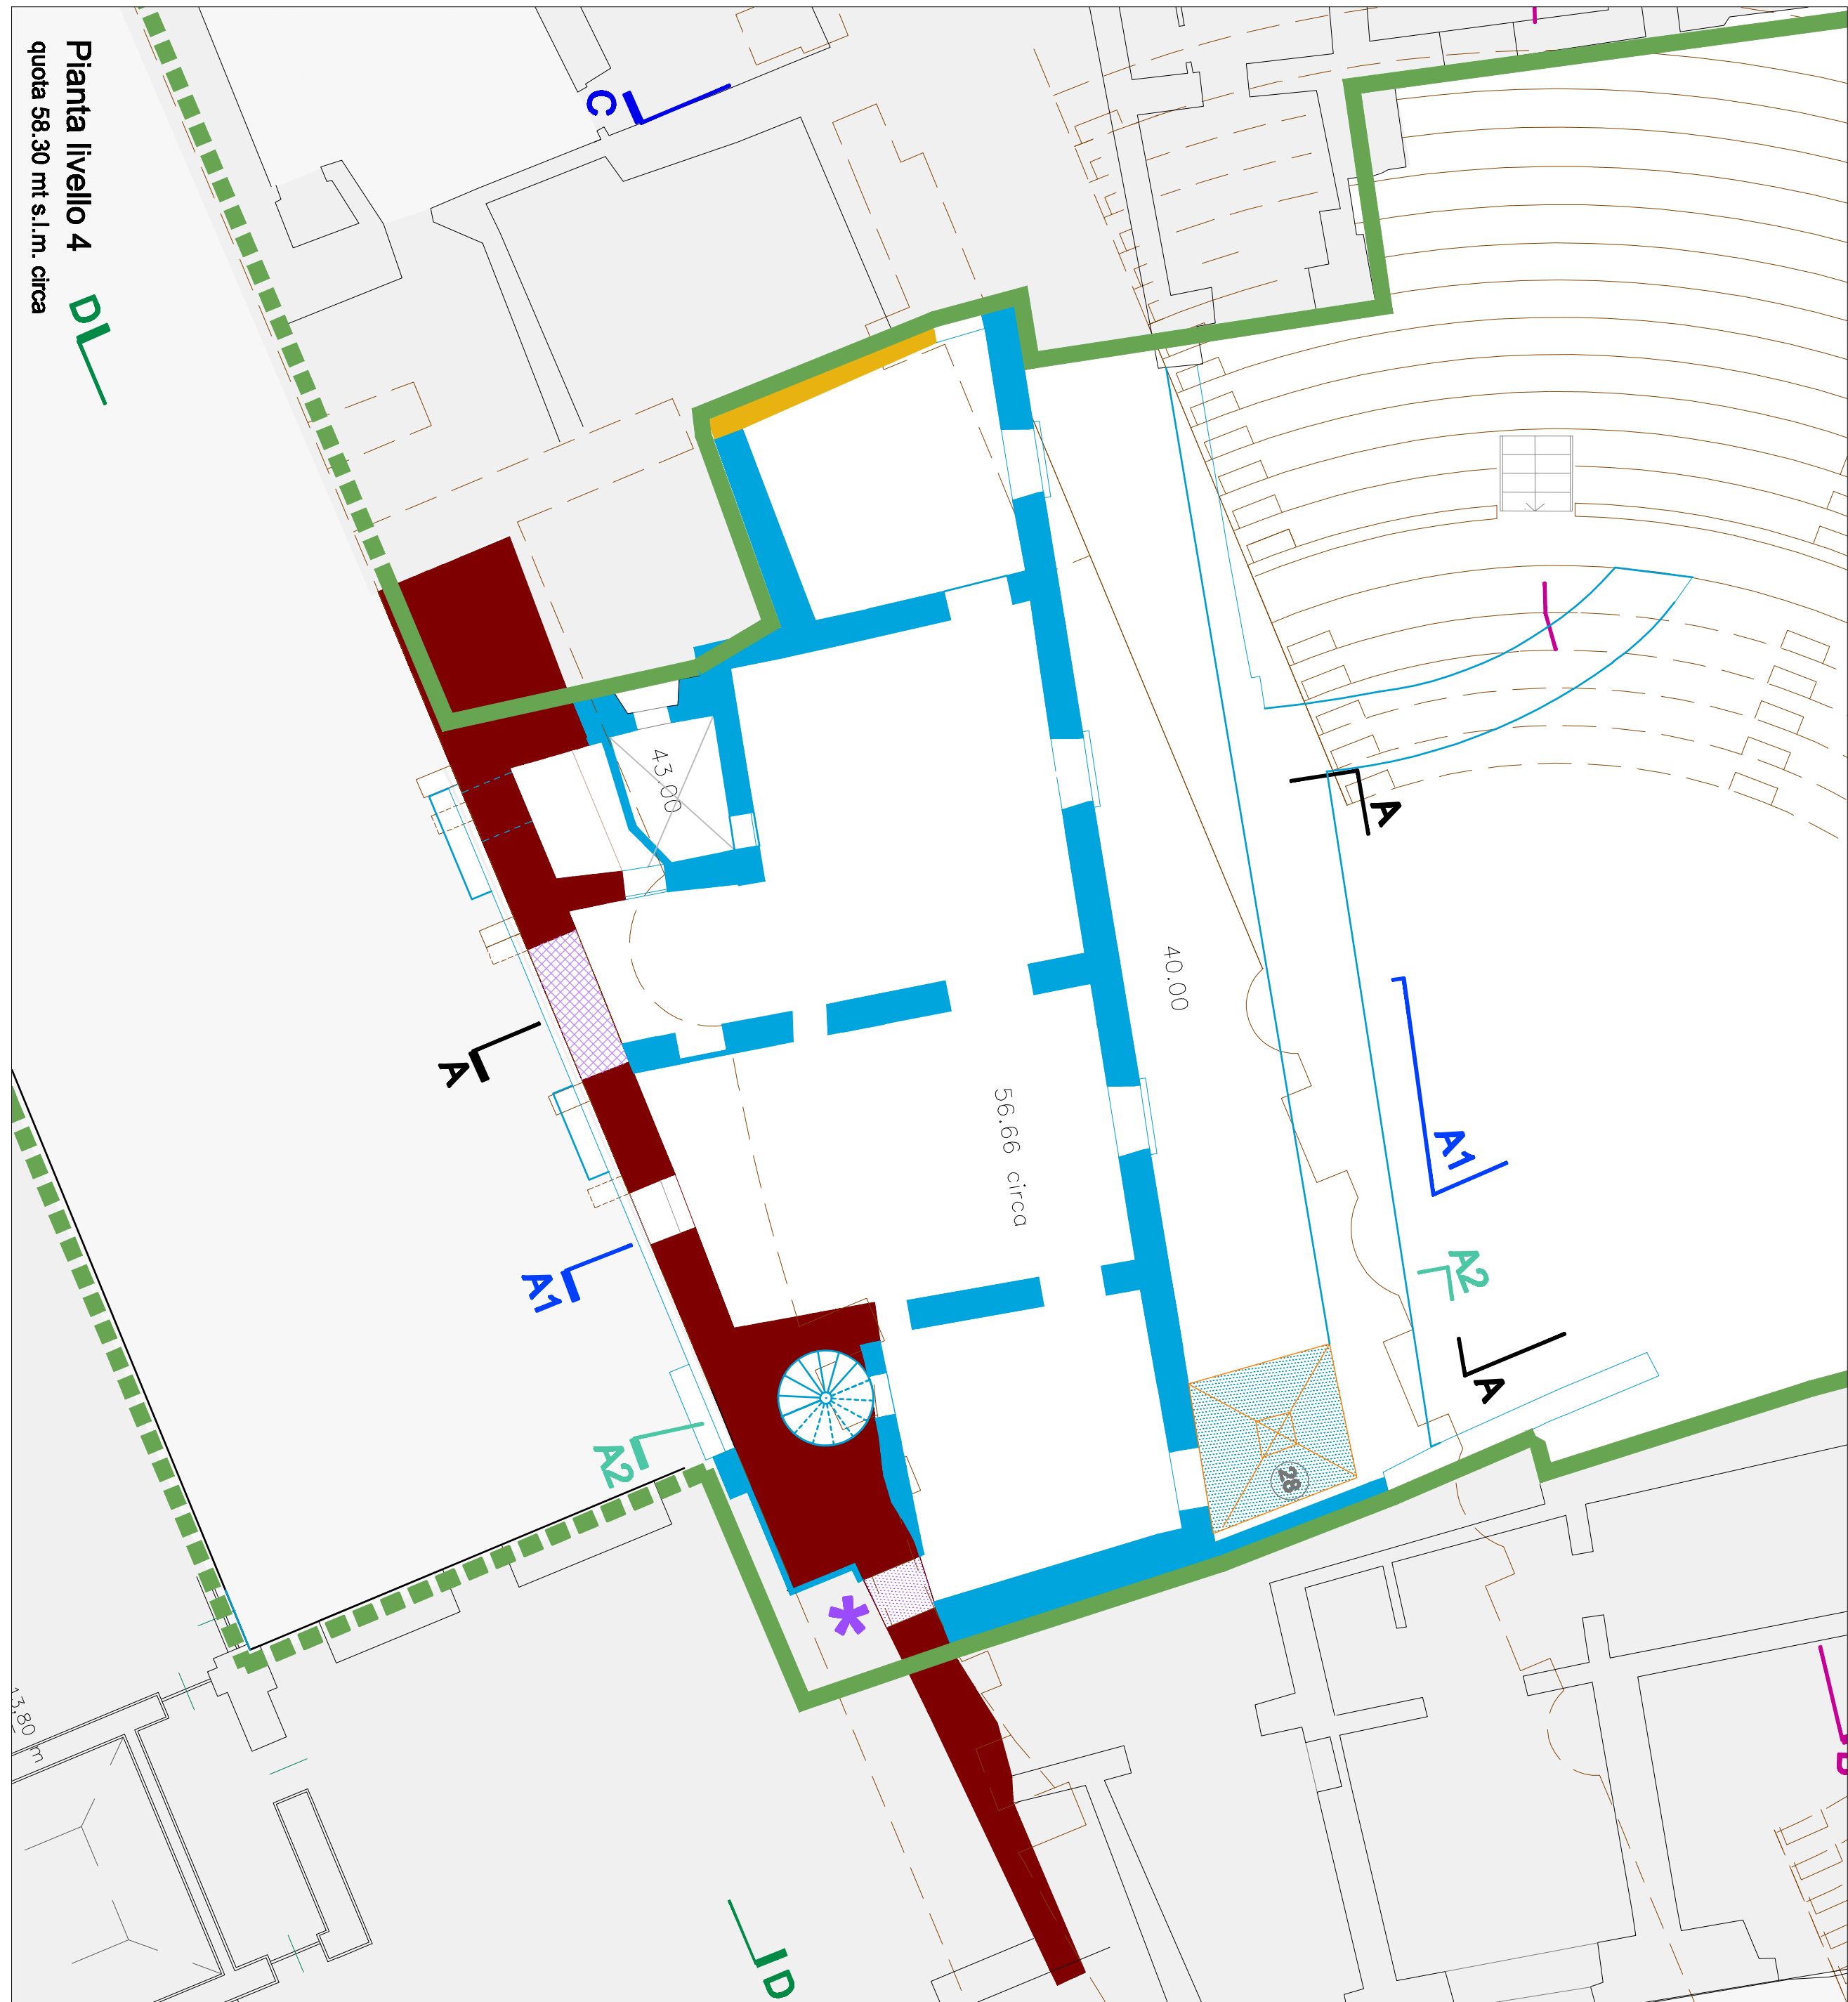 Pianta livello 4
quota 58.30 mt s.l.m. circa
C
D
43.00
40.00
A
A
A1
56.66 circa
A2
A1
A
A2
28
*
B
13,80 m
D